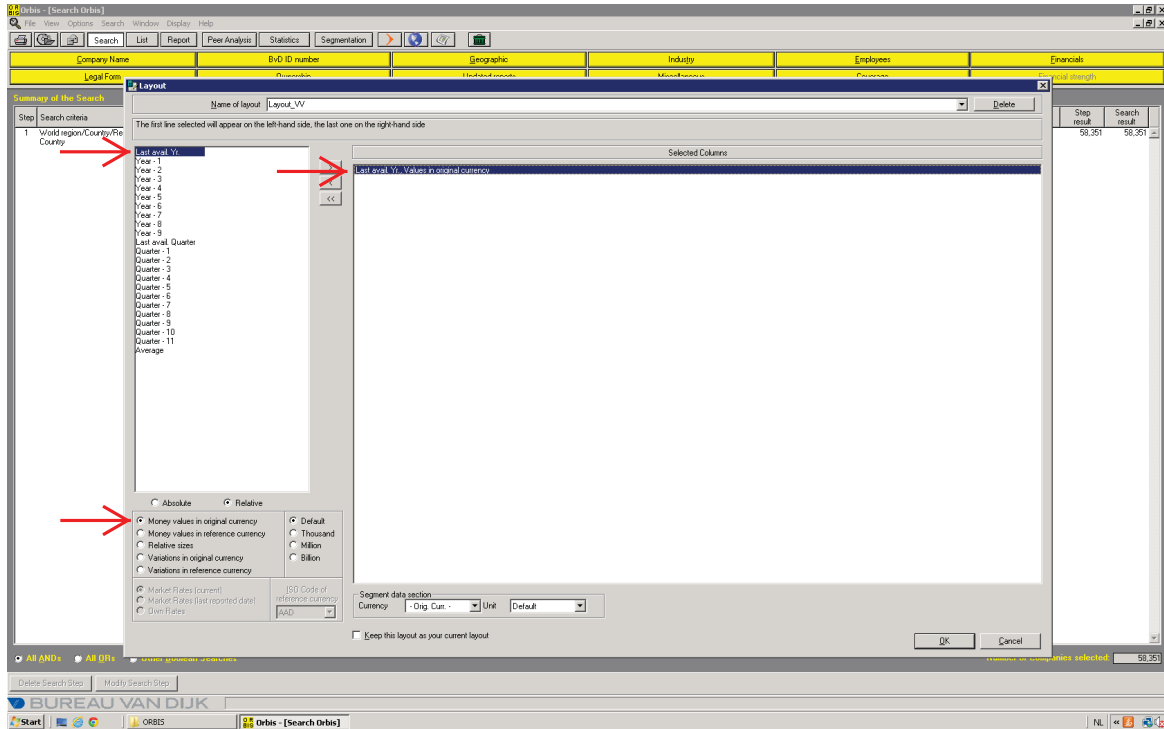 Orbis - [Search Orbis]
File View Options Search Window Display Help
Search List Report Peer Analysis Statistics Segmentation
Company Name BvD ID number Geographic Industry Employees Financials
Legal Form Ownership Updated reports Miscellaneous Coverage Financial strength
Summary of the Search
Step Search criteria
Step result
Search result
1 World region/Country/Re
Country
58,351 58,351
Layout
Name of layout Layout_VV Delete
The first line selected will appear on the left-hand side, the last one on the right-hand side
Selected Columns
Last avail. Yr.
Year - 1
Year - 2
Year - 3
Year - 4
Year - 5
Year - 6
Year - 7
Year - 8
Year - 9
Last avail. Quarter
Quarter - 1
Quarter - 2
Quarter - 3
Quarter - 4
Quarter - 5
Quarter - 6
Quarter - 7
Quarter - 8
Quarter - 9
Quarter - 10
Quarter - 11
Average
<<
Last avail. Yr., Values in original currency
Absolute Relative
Money values in original currency
Money values in reference currency
Relative sizes
Variations in original currency
Variations in reference currency
Default
Thousand
Million
Billion
Market Rates (current)
Market Rates (last reported date)
Own Rates
ISO Code of
reference currency
AAD
Segment data section
Currency - Orig. Curr. - Unit Default
Keep this layout as your current layout
OK Cancel
All ANDs All ORs Other Boolean Searches Number of Companies selected: 58,351
Delete Search Step Modify Search Step
BUREAU VAN DIJK
Start ORBIS Orbis - [Search Orbis] NL